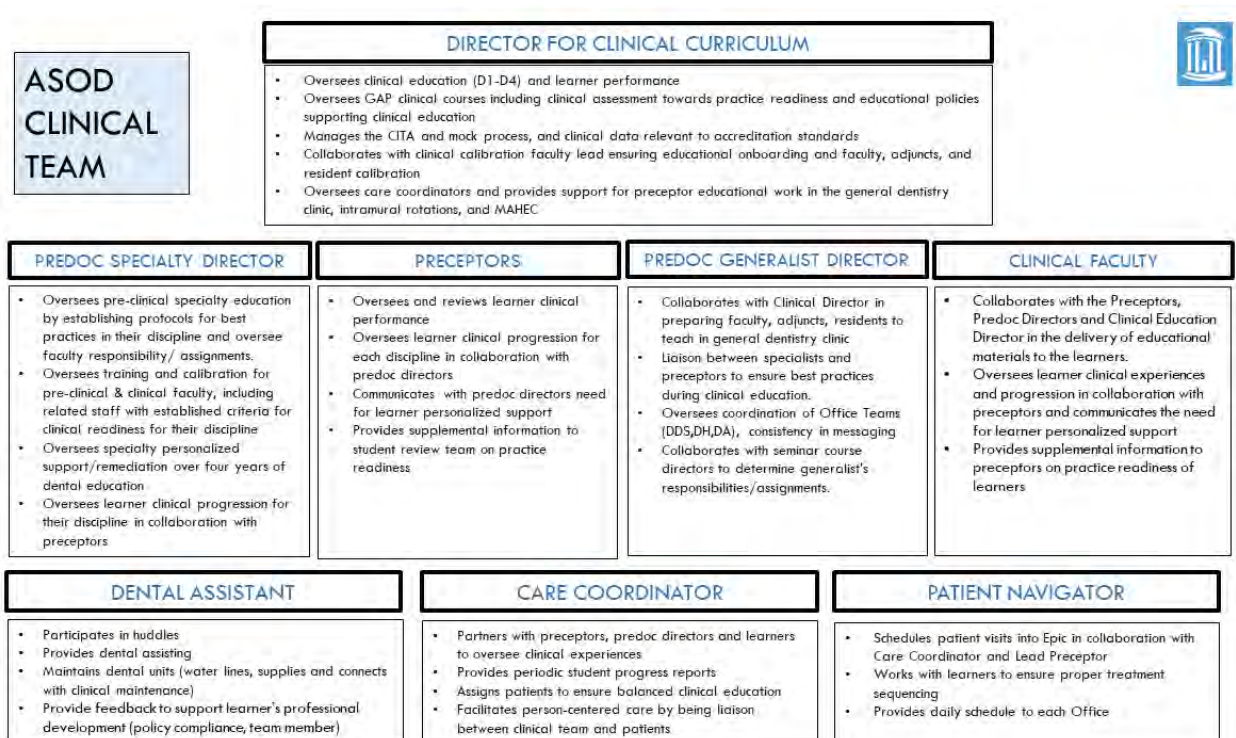 ASOD
CLINICAL
TEAM
DIRECTOR FOR CLINICAL CURRICULUM
• Oversees clinical education (D1-D4) and learner performance
• Oversees GAP clinical courses including clinical assessment towards practice readiness and educational policies
supporting clinical education
• Manages the CITA and mock process, and clinical data relevant to accreditation standards
• Collaborates with clinical calibration faculty lead ensuring educational onboarding and faculty, adjuncts, and
resident calibration
• Oversees care coordinators and provides support for preceptor educational work in the general dentistry
clinic, intramural rotations, and MAHEC
PREDOC SPECIALTY DIRECTOR
• Oversees pre-clinical specialty education
by establishing protocols for best
practices in their discipline and oversee
faculty responsibility/ assignments.
• Oversees training and calibration for
pre-clinical & clinical faculty, including
related staff with established criteria for
clinical readiness for their discipline
• Oversees specialty personalized
support/remediation over four years of
dental education
• Oversees learner clinical progression for
their discipline in collaboration with
preceptors
PRECEPTORS
• Oversees and reviews learner clinical
performance
• Oversees learner clinical progression for
each discipline in collaboration with
predoc directors
• Communicates with predoc directors need
for learner personalized support
• Provides supplemental information to
student review team on practice
readiness
PREDOC GENERALIST DIRECTOR
• Collaborates with Clinical Director in
preparing faculty, adjuncts, residents to
teach in general dentistry clinic
• Liaison between specialists and
preceptors to ensure best practices
during clinical education.
• Oversees coordination of Office Teams
(DDS,DH,DA), consistency in messaging
• Collaborates with seminar course
directors to determine generalist's
responsibilities/assignments.
CLINICAL FACULTY
• Collaborates with the Preceptors,
Predoc Directors and Clinical Education
Director in the delivery of educational
materials to the learners.
• Oversees learner clinical experiences
and progression in collaboration with
preceptors and communicates the need
for learner personalized support
• Provides supplemental information to
preceptors on practice readiness of
learners
DENTAL ASSISTANT
• Participates in huddles
• Provides dental assisting
• Maintains dental units (water lines, supplies and connects
with clinical maintenance)
• Provide feedback to support learner's professional
development (policy compliance, team member)
CARE COORDINATOR
• Partners with preceptors, predoc directors and learners
to oversee clinical experiences
• Provides periodic student progress reports
• Assigns patients to ensure balanced clinical education
• Facilitates person-centered care by being liaison
between clinical team and patients
PATIENT NAVIGATOR
• Schedules patient visits into Epic in collaboration with
Care Coordinator and Lead Preceptor
• Works with learners to ensure proper treatment
sequencing
• Provides daily schedule to each Office